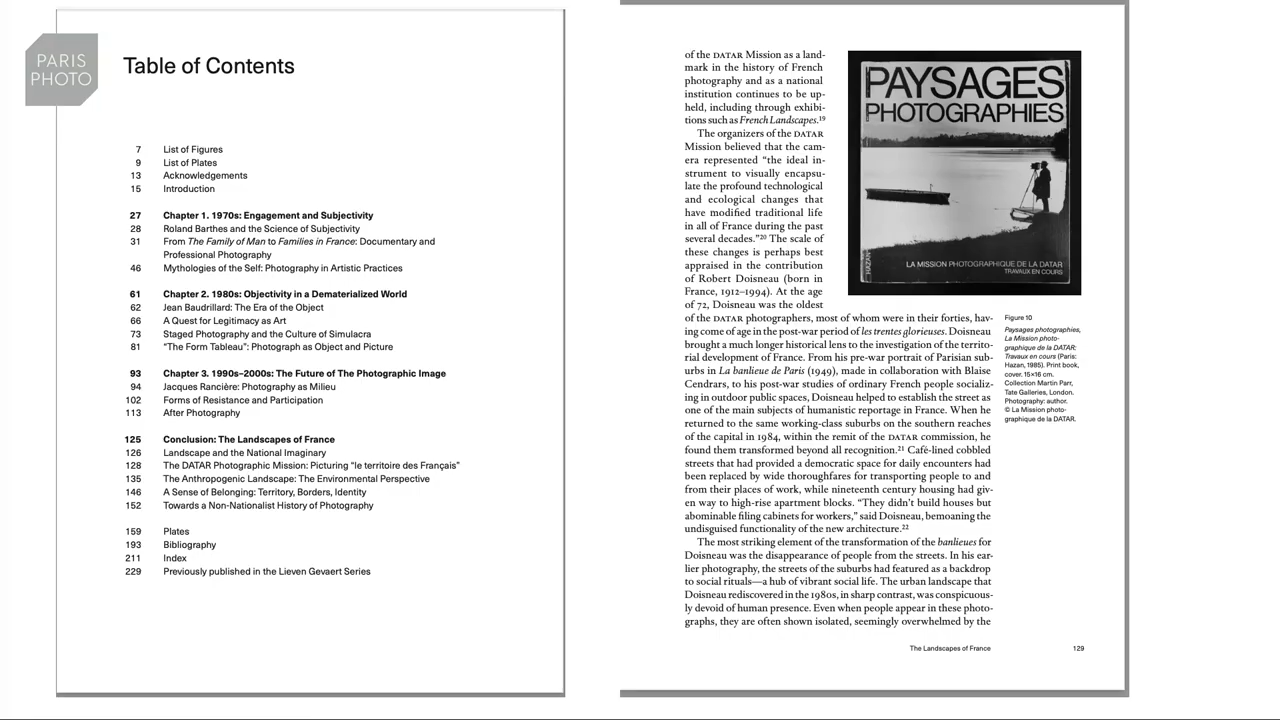 PARIS
PHOTO
Table of Contents
7 List of Figures
9 List of Plates
13 Acknowledgements
15 Introduction
27 Chapter 1. 1970s: Engagement and Subjectivity
28 Roland Barthes and the Science of Subjectivity
31 From The Family of Man to Families in France: Documentary and
Professional Photography
46 Mythologies of the Self: Photography in Artistic Practices
61 Chapter 2. 1980s: Objectivity in a Dematerialized World
62 Jean Baudrillard: The Era of the Object
66 A Quest for Legitimacy as Art
73 Staged Photography and the Culture of Simulacra
81 “The Form Tableau”: Photograph as Object and Picture
93 Chapter 3. 1990s–2000s: The Future of The Photographic Image
94 Jacques Rancière: Photography as Milieu
102 Forms of Resistance and Participation
113 After Photography
125 Conclusion: The Landscapes of France
126 Landscape and the National Imaginary
128 The DATAR Photographic Mission: Picturing “le territoire des Français”
135 The Anthropogenic Landscape: The Environmental Perspective
146 A Sense of Belonging: Territory, Borders, Identity
152 Towards a Non-Nationalist History of Photography
159 Plates
193 Bibliography
211 Index
229 Previously published in the Lieven Gevaert Series
of the DATAR Mission as a land-
mark in the history of French
photography and as a national
institution continues to be up-
held, including through exhibi-
tions such as French Landscapes.19
The organizers of the DATAR
Mission believed that the cam-
era represented “the ideal in-
strument to visually encapsu-
late the profound technological
and ecological changes that
have modified traditional life
in all of France during the past
several decades.”20 The scale of
these changes is perhaps best
appraised in the contribution
of Robert Doisneau (born in
France, 1912–1994). At the age
of 72, Doisneau was the oldest
of the DATAR photographers, most of whom were in their forties, hav-
ing come of age in the post-war period of les trentes glorieuses. Doisneau
brought a much longer historical lens to the investigation of the territo-
rial development of France. From his pre-war portrait of Parisian sub-
urbs in La banlieue de Paris (1949), made in collaboration with Blaise
Cendrars, to his post-war studies of ordinary French people socializ-
ing in outdoor public spaces, Doisneau helped to establish the street as
one of the main subjects of humanistic reportage in France. When he
returned to the same working-class suburbs on the southern reaches
of the capital in 1984, within the remit of the DATAR commission, he
found them transformed beyond all recognition.21 Café-lined cobbled
streets that had provided a democratic space for daily encounters had
been replaced by wide thoroughfares for transporting people to and
from their places of work, while nineteenth century housing had giv-
en way to high-rise apartment blocks. “They didn’t build houses but
abominable filing cabinets for workers,” said Doisneau, bemoaning the
undisguised functionality of the new architecture.22
The most striking element of the transformation of the banlieues for
Doisneau was the disappearance of people from the streets. In his ear-
lier photography, the streets of the suburbs had featured as a backdrop
to social rituals—a hub of vibrant social life. The urban landscape that
Doisneau rediscovered in the 1980s, in sharp contrast, was conspicuous-
ly devoid of human presence. Even when people appear in these photo-
graphs, they are often shown isolated, seemingly overwhelmed by the
PAYSAGES
PHOTOGRAPHIES
HAZAN
LA MISSION PHOTOGRAPHIQUE DE LA DATAR
TRAVAUX EN COURS
Figure 10
Paysages photographies,
La Mission photo-
graphique de la DATAR:
Travaux en cours (Paris:
Hazan, 1985). Print book,
cover. 15×16 cm.
Collection Martin Parr,
Tate Galleries, London.
Photography: author.
© La Mission photo-
graphique de la DATAR.
The Landscapes of France 129